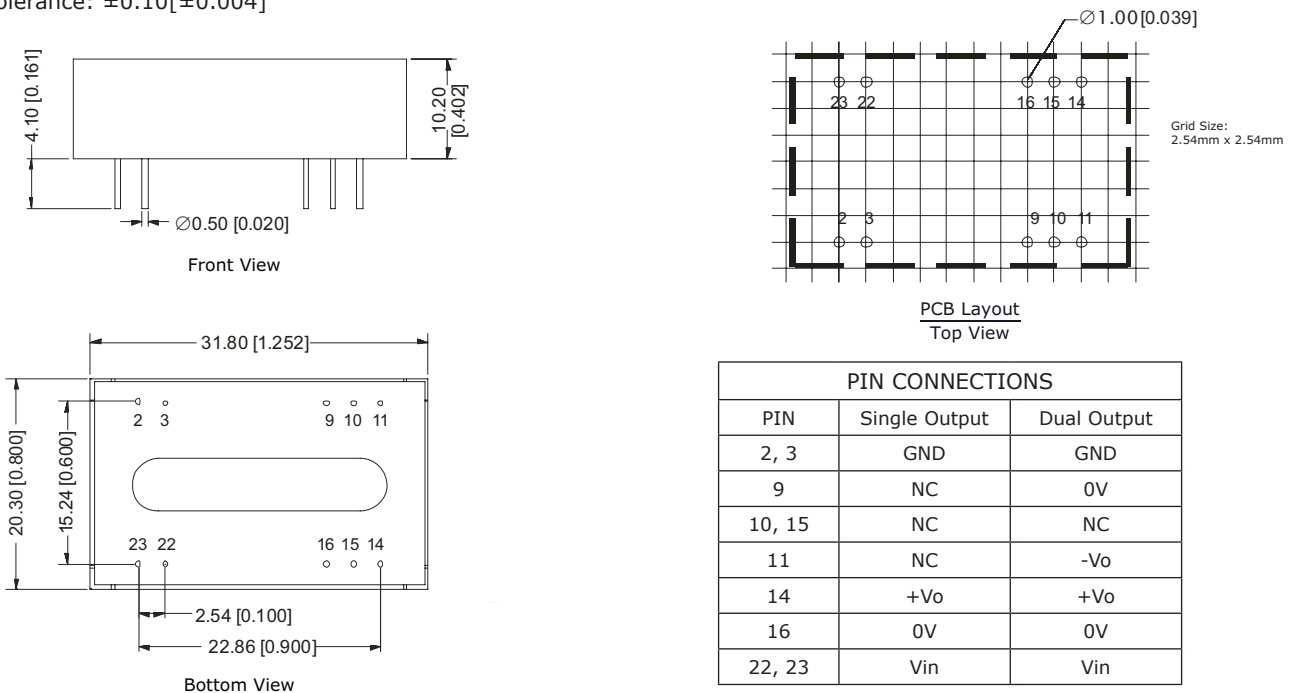 olerance: ±0.10[±0.004]
4.10 [0.161]
10.20
[0.402]
∅0.50 [0.020]
Front View
∅1.00[0.039]
23 22
16 15 14
2 3
9 10 11
Grid Size:
2.54mm x 2.54mm
PCB Layout
Top View
31.80 [1.252]
20.30 [0.800]
15.24 [0.600]
2 3
9 10 11
23 22
16 15 14
2.54 [0.100]
22.86 [0.900]
Bottom View
PIN CONNECTIONS
PIN Single Output Dual Output
2, 3 GND GND
9 NC 0V
10, 15 NC NC
11 NC -Vo
14 +Vo +Vo
16 0V 0V
22, 23 Vin Vin